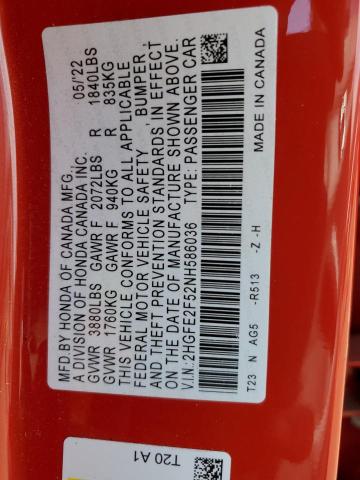 MFD. BY HONDA OF CANADA MFG., 05/'22
A DIVISION OF HONDA CANADA INC.
GVWR 3880LBS GAWR F 2072LBS R 1840LBS
GVWR 1760KG GAWR F 940KG R 835KG
THIS VEHICLE CONFORMS TO ALL APPLICABLE
FEDERAL MOTOR VEHICLE SAFETY , BUMPER ,
AND THEFT PREVENTION STANDARDS IN EFFECT
ON THE DATE OF MANUFACTURE SHOWN ABOVE.
V.I.N.: 2HGFE2F52NH586036 TYPE: PASSENGER CAR
T23 N AG5 -R513 -Z -H MADE IN CANADA
T20 A1